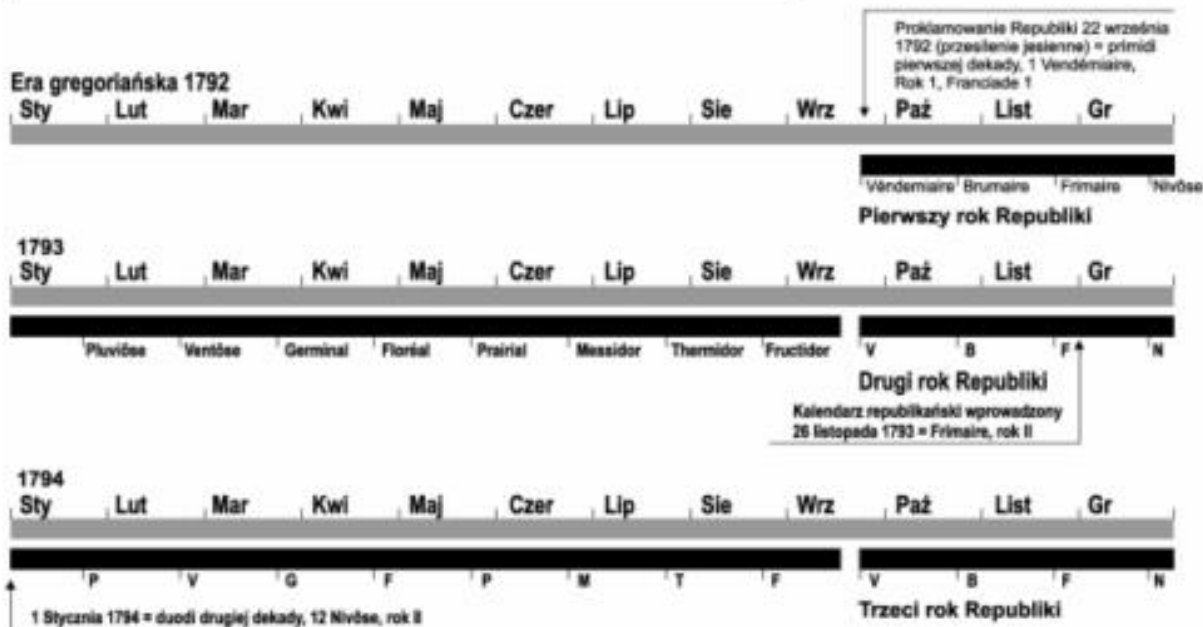 Proklamowanie Republiki 22 września
1792 (przesilenie jesienne) = primidi
pierwszej dekady, 1 Vendémiaire,
Rok 1, Franciade 1
Era gregoriańska 1792
Sty Lut Mar Kwi Maj Czer Lip Sie Wrz Paź List Gr
Véndemiaire Brumaire Frimaire Nivôse
Pierwszy rok Republiki
1793
Sty Lut Mar Kwi Maj Czer Lip Sie Wrz Paź List Gr
Pluviôse Ventôse Germinal Floréal Prairial Messidor Thermidor Fructidor V B F N
Drugi rok Republiki
Kalendarz republikański wprowadzony
26 listopada 1793 = Frimaire, rok II
1794
Sty Lut Mar Kwi Maj Czer Lip Sie Wrz Paź List Gr
P V G F P M T F V B F N
Trzeci rok Republiki
1 Stycznia 1794 = duodi drugiej dekady, 12 Nivôse, rok II